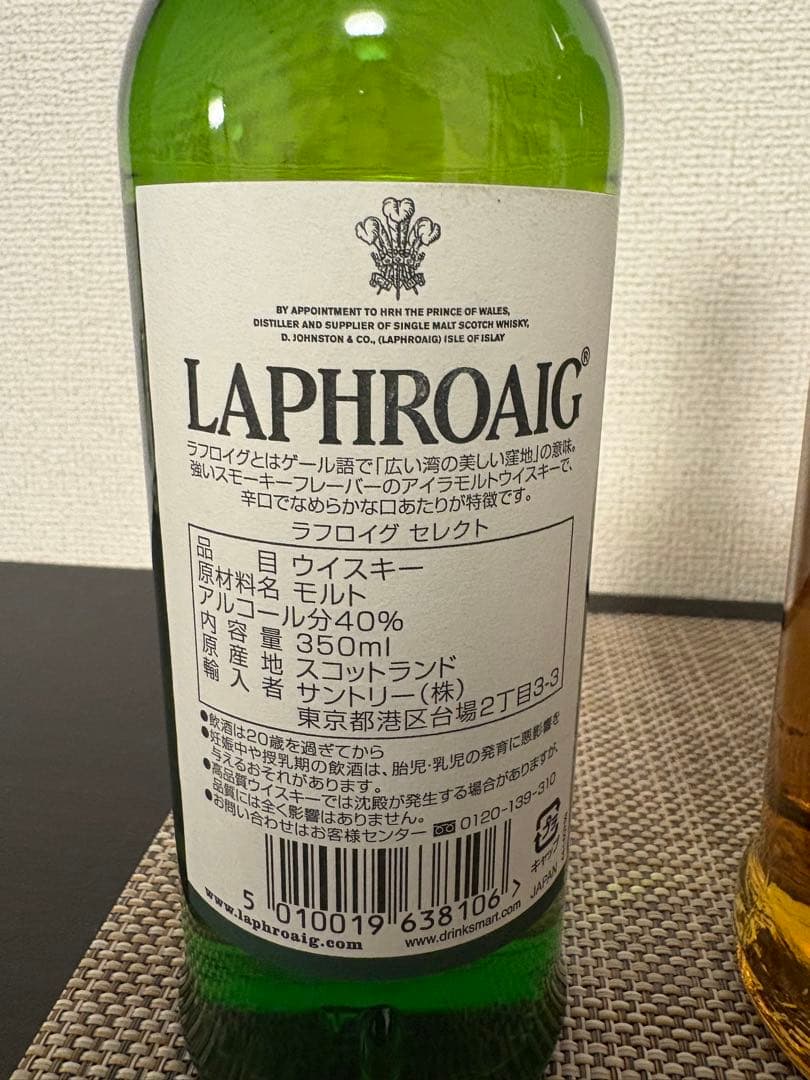 BY APPOINTMENT TO HRH THE PRINCE OF WALES,
DISTILLER AND SUPPLIER OF SINGLE MALT SCOTCH WHISKY,
D. JOHNSTON & CO., (LAPHROAIG) ISLE OF ISLAY
LAPHROAIG®
ラフロイグとはゲール語で「広い湾の美しい窪地」の意味。
強いスモーキーフレーバーのアイラモルトウイスキーで、
辛口でなめらかな口あたりが特徴です。
ラフロイグ セレクト
品目 ウイスキー
原材料名 モルト
アルコール分40%
内容量 350ml
原産地 スコットランド
輸入者 サントリー(株)
東京都港区台場2丁目3-3
●飲酒は20歳を過ぎてから
●妊娠中や授乳期の飲酒は、胎児・乳児の発育に悪影響を
与えるおそれがあります。
●高品質ウイスキーでは沈殿が発生する場合がありますが、
品質には全く影響はありません。
●お問い合わせはお客様センター 0120-139-310
キャップ
JAPAN
5 010019 638106 >
www.laphroaig.com
www.drinksmart.com